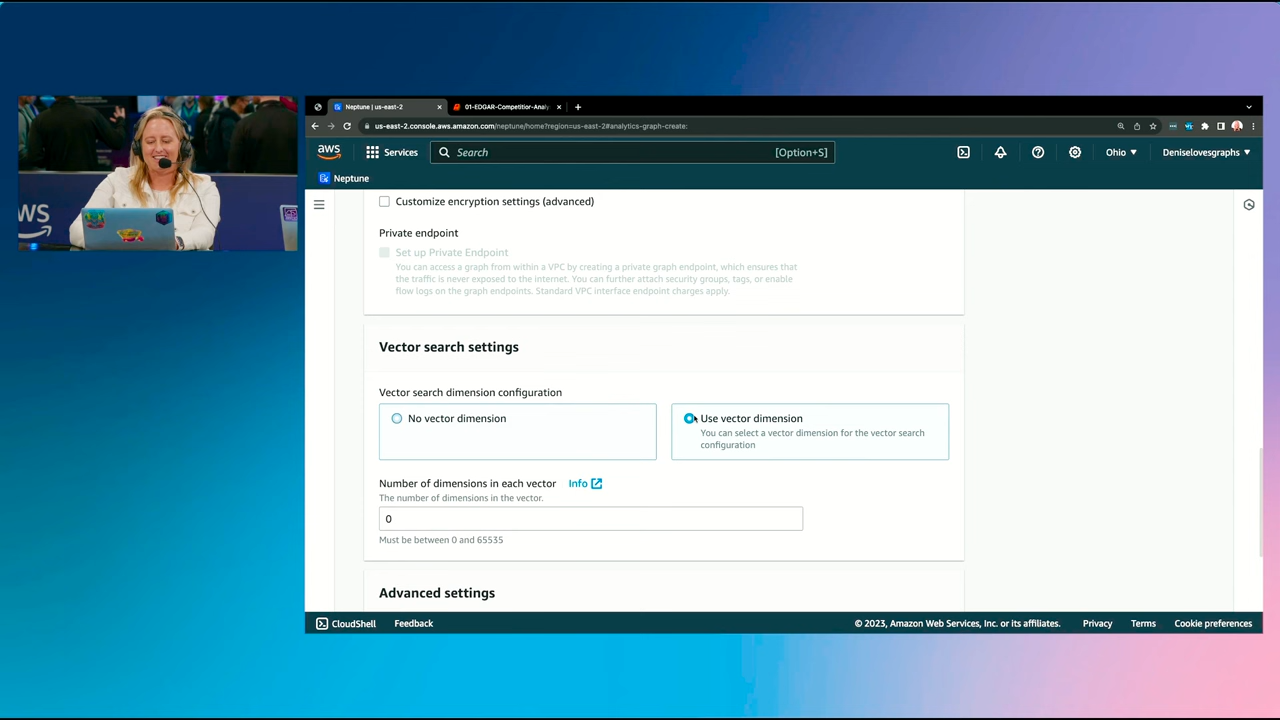 Neptune | us-east-2
01-EDGAR-Competitior-Analy
us-east-2.console.aws.amazon.com/neptune/home?region=us-east-2#analytics-graph-create:
aws
Services
Search
[Option+S]
Ohio
Deniselovesgraphs
Neptune
WS
Customize encryption settings (advanced)
Private endpoint
Set up Private Endpoint
You can access a graph from within a VPC by creating a private graph endpoint, which ensures that
the traffic is never exposed to the internet. You can further attach security groups, tags, or enable
flow logs on the graph endpoints. Standard VPC interface endpoint charges apply.
Vector search settings
Vector search dimension configuration
No vector dimension
Use vector dimension
You can select a vector dimension for the vector search
configuration
Number of dimensions in each vector Info
The number of dimensions in the vector.
0
Must be between 0 and 65535
Advanced settings
CloudShell
Feedback
© 2023, Amazon Web Services, Inc. or its affiliates.
Privacy
Terms
Cookie preferences